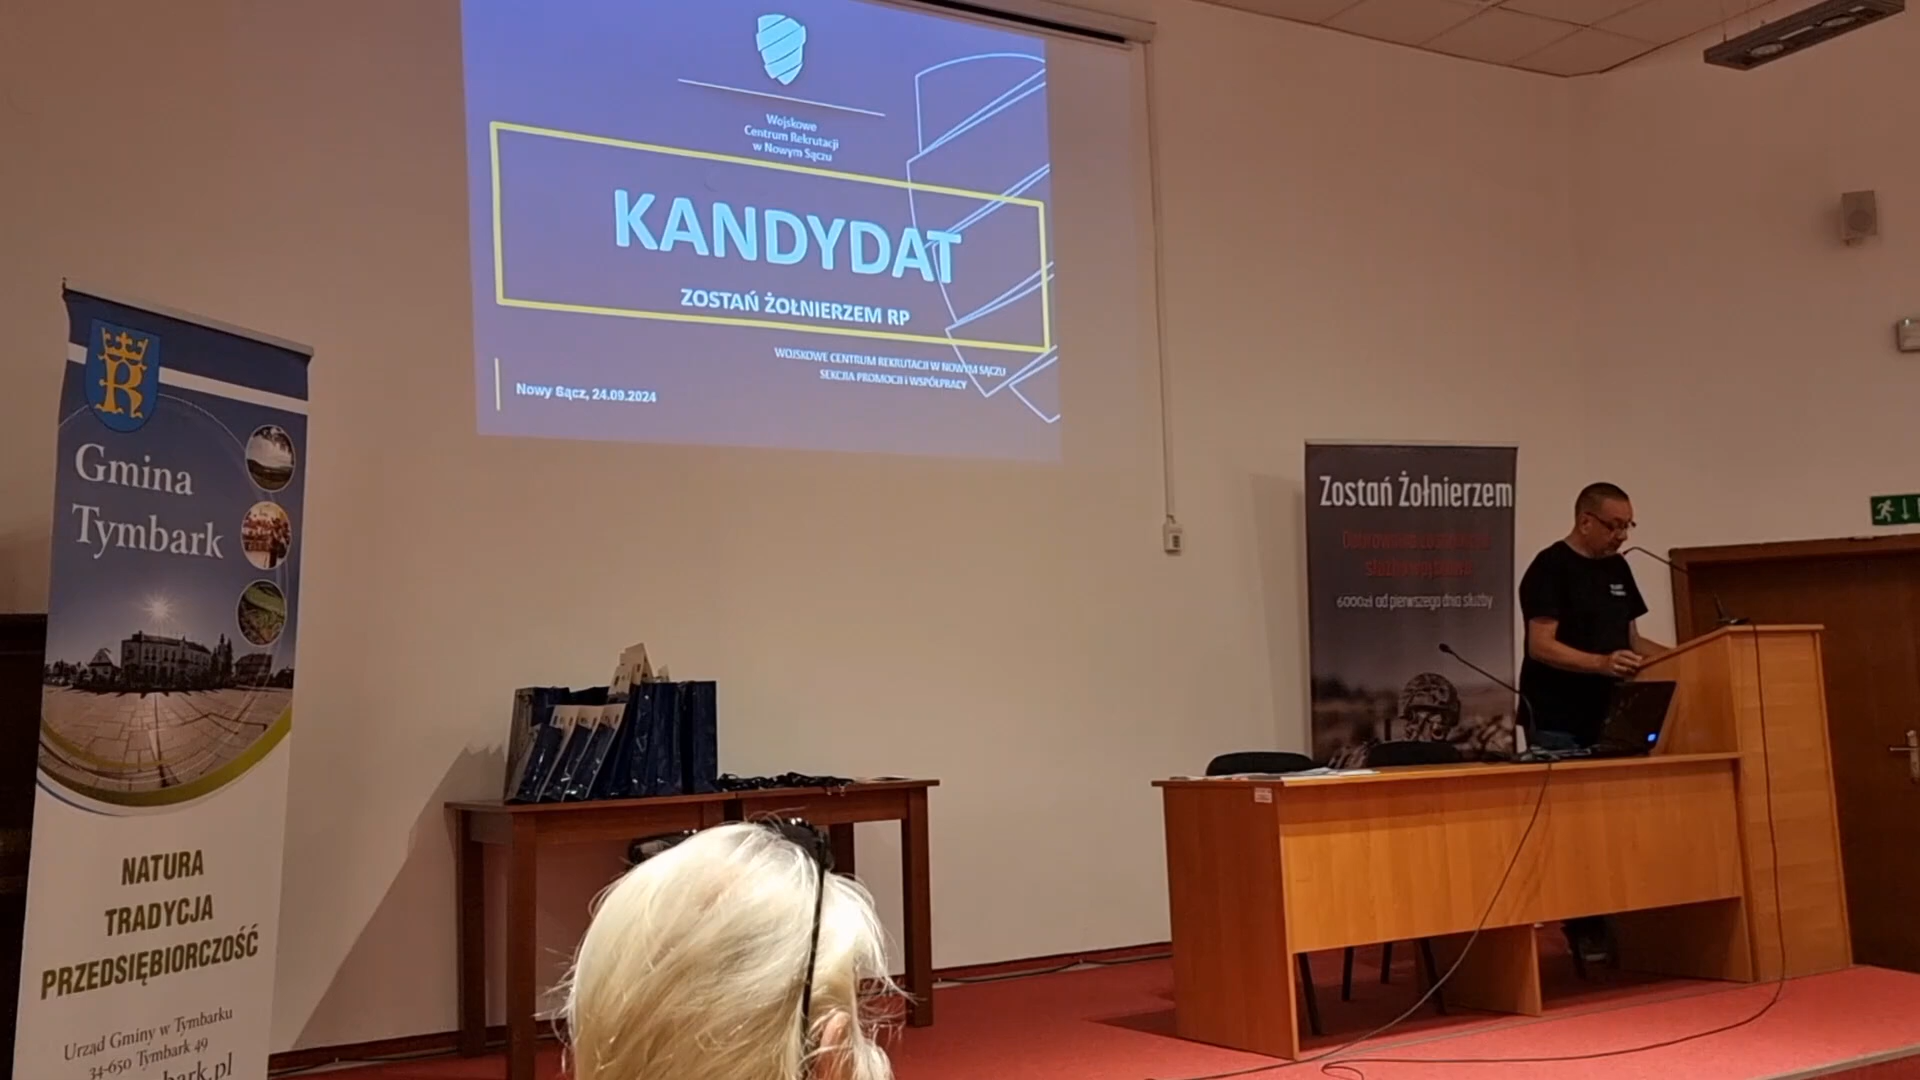 Wojskowe
Centrum Rekrutacji
w Nowym Sączu
KANDYDAT
ZOSTAŃ ŻOŁNIERZEM RP
WOJSKOWE CENTRUM REKRUTACJI W NOWYM SĄCZU
SEKCJA PROMOCJI i WSPÓŁPRACY
Nowy Sącz, 24.09.2024
R
Gmina
Tymbark
NATURA
TRADYCJA
PRZEDSIĘBIORCZOŚĆ
Urząd Gminy w Tymbarku
34-650 Tymbark 49
bark.pl
Zostań Żołnierzem
6000zł od pierwszego dnia służby